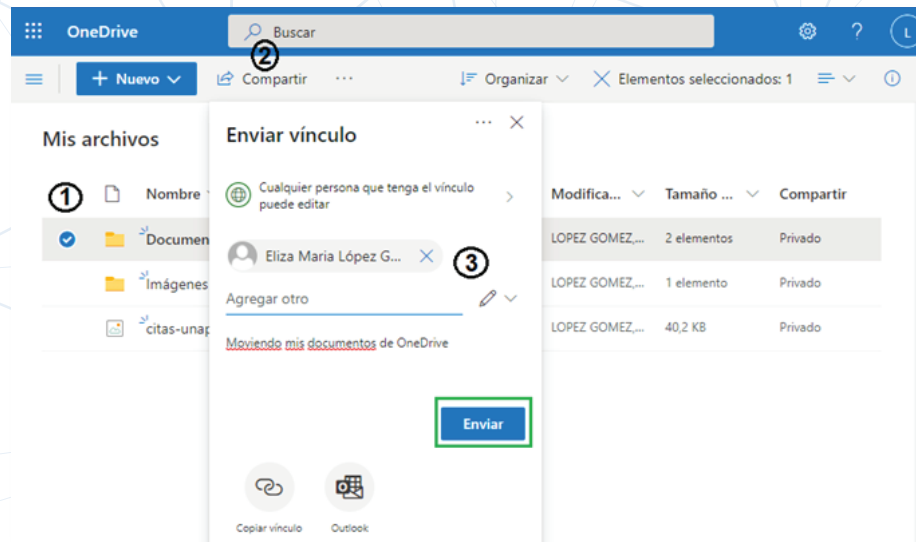 OneDrive
Buscar
L
2
+ Nuevo
Compartir
...
Organizar
Elementos seleccionados: 1
Mis archivos
Enviar vínculo
...
1
Nombre
Cualquier persona que tenga el vínculo
puede editar
Modifica...
Tamaño ...
Compartir
Documen
LOPEZ GOMEZ,...
2 elementos
Privado
Eliza Maria López G...
3
Imágenes
LOPEZ GOMEZ,...
1 elemento
Privado
Agregar otro
citas-unap
LOPEZ GOMEZ,...
40,2 KB
Privado
Moviendo mis documentos de OneDrive
Enviar
Copiar vínculo
Outlook